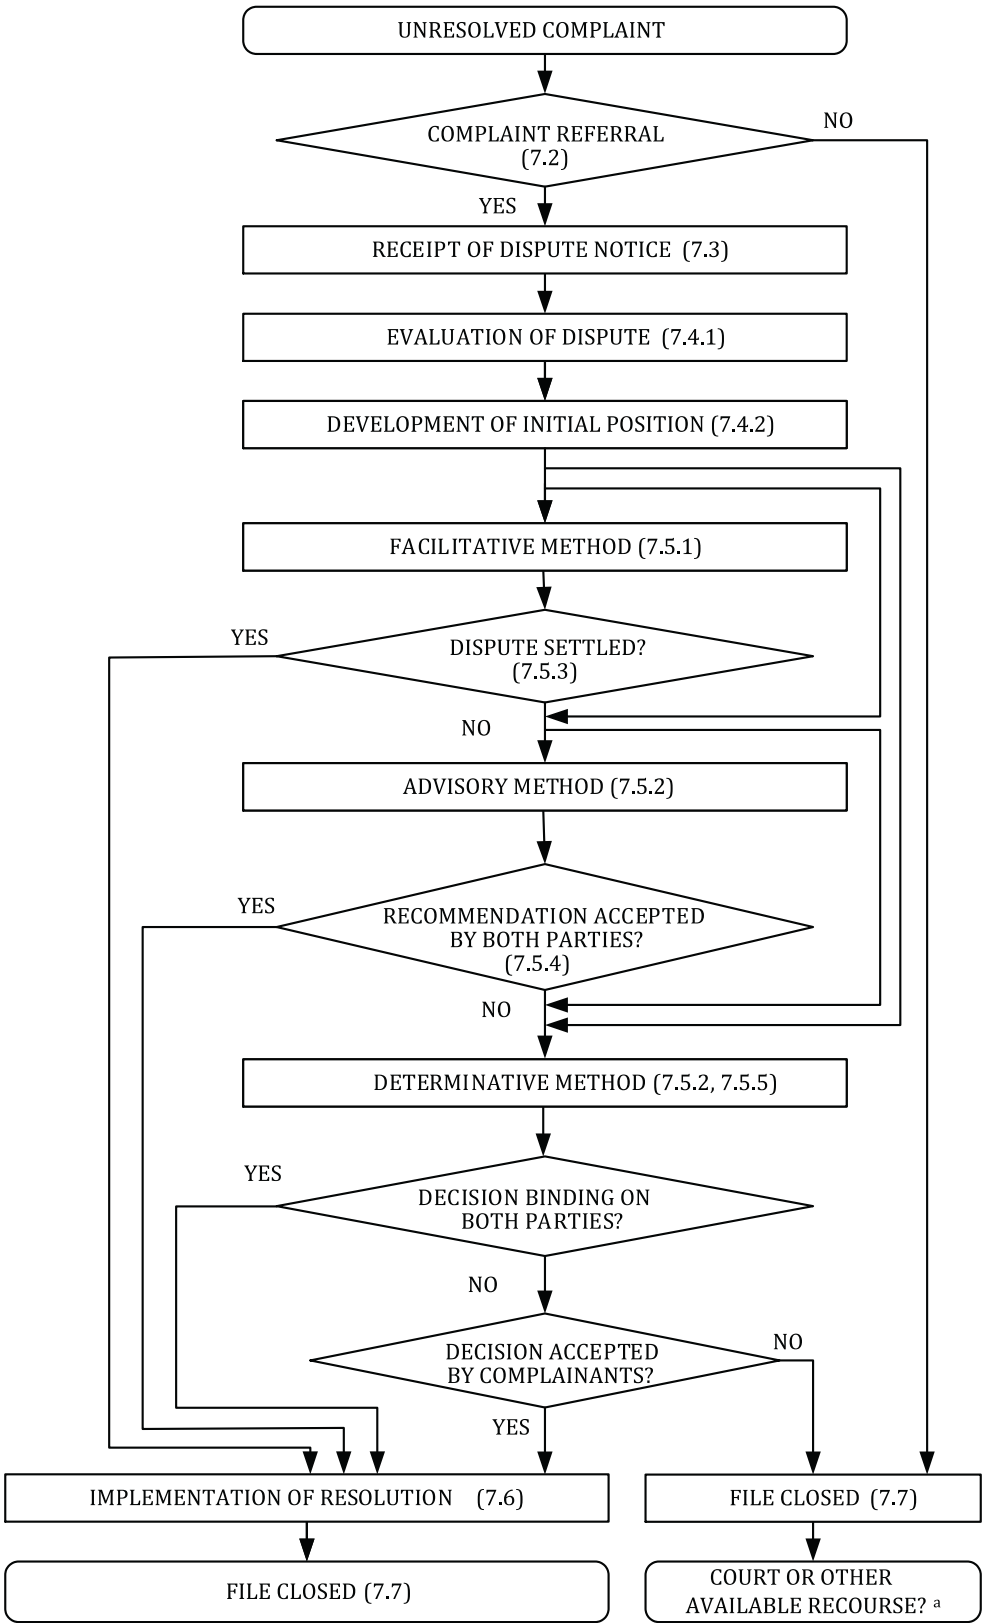 UNRESOLVED COMPLAINT
NO
COMPLAINT REFERRAL
(7.2)
YES
RECEIPT OF DISPUTE NOTICE (7.3)
EVALUATION OF DISPUTE (7.4.1)
DEVELOPMENT OF INITIAL POSITION (7.4.2)
FACILITATIVE METHOD (7.5.1)
YES
DISPUTE SETTLED?
(7.5.3)
NO
ADVISORY METHOD (7.5.2)
YES
RECOMMENDATION ACCEPTED
BY BOTH PARTIES?
(7.5.4)
NO
DETERMINATIVE METHOD (7.5.2, 7.5.5)
YES
DECISION BINDING ON
BOTH PARTIES?
NO
NO
DECISION ACCEPTED
BY COMPLAINANTS?
YES
IMPLEMENTATION OF RESOLUTION (7.6)
FILE CLOSED (7.7)
FILE CLOSED (7.7)
COURT OR OTHER
AVAILABLE RECOURSE? a